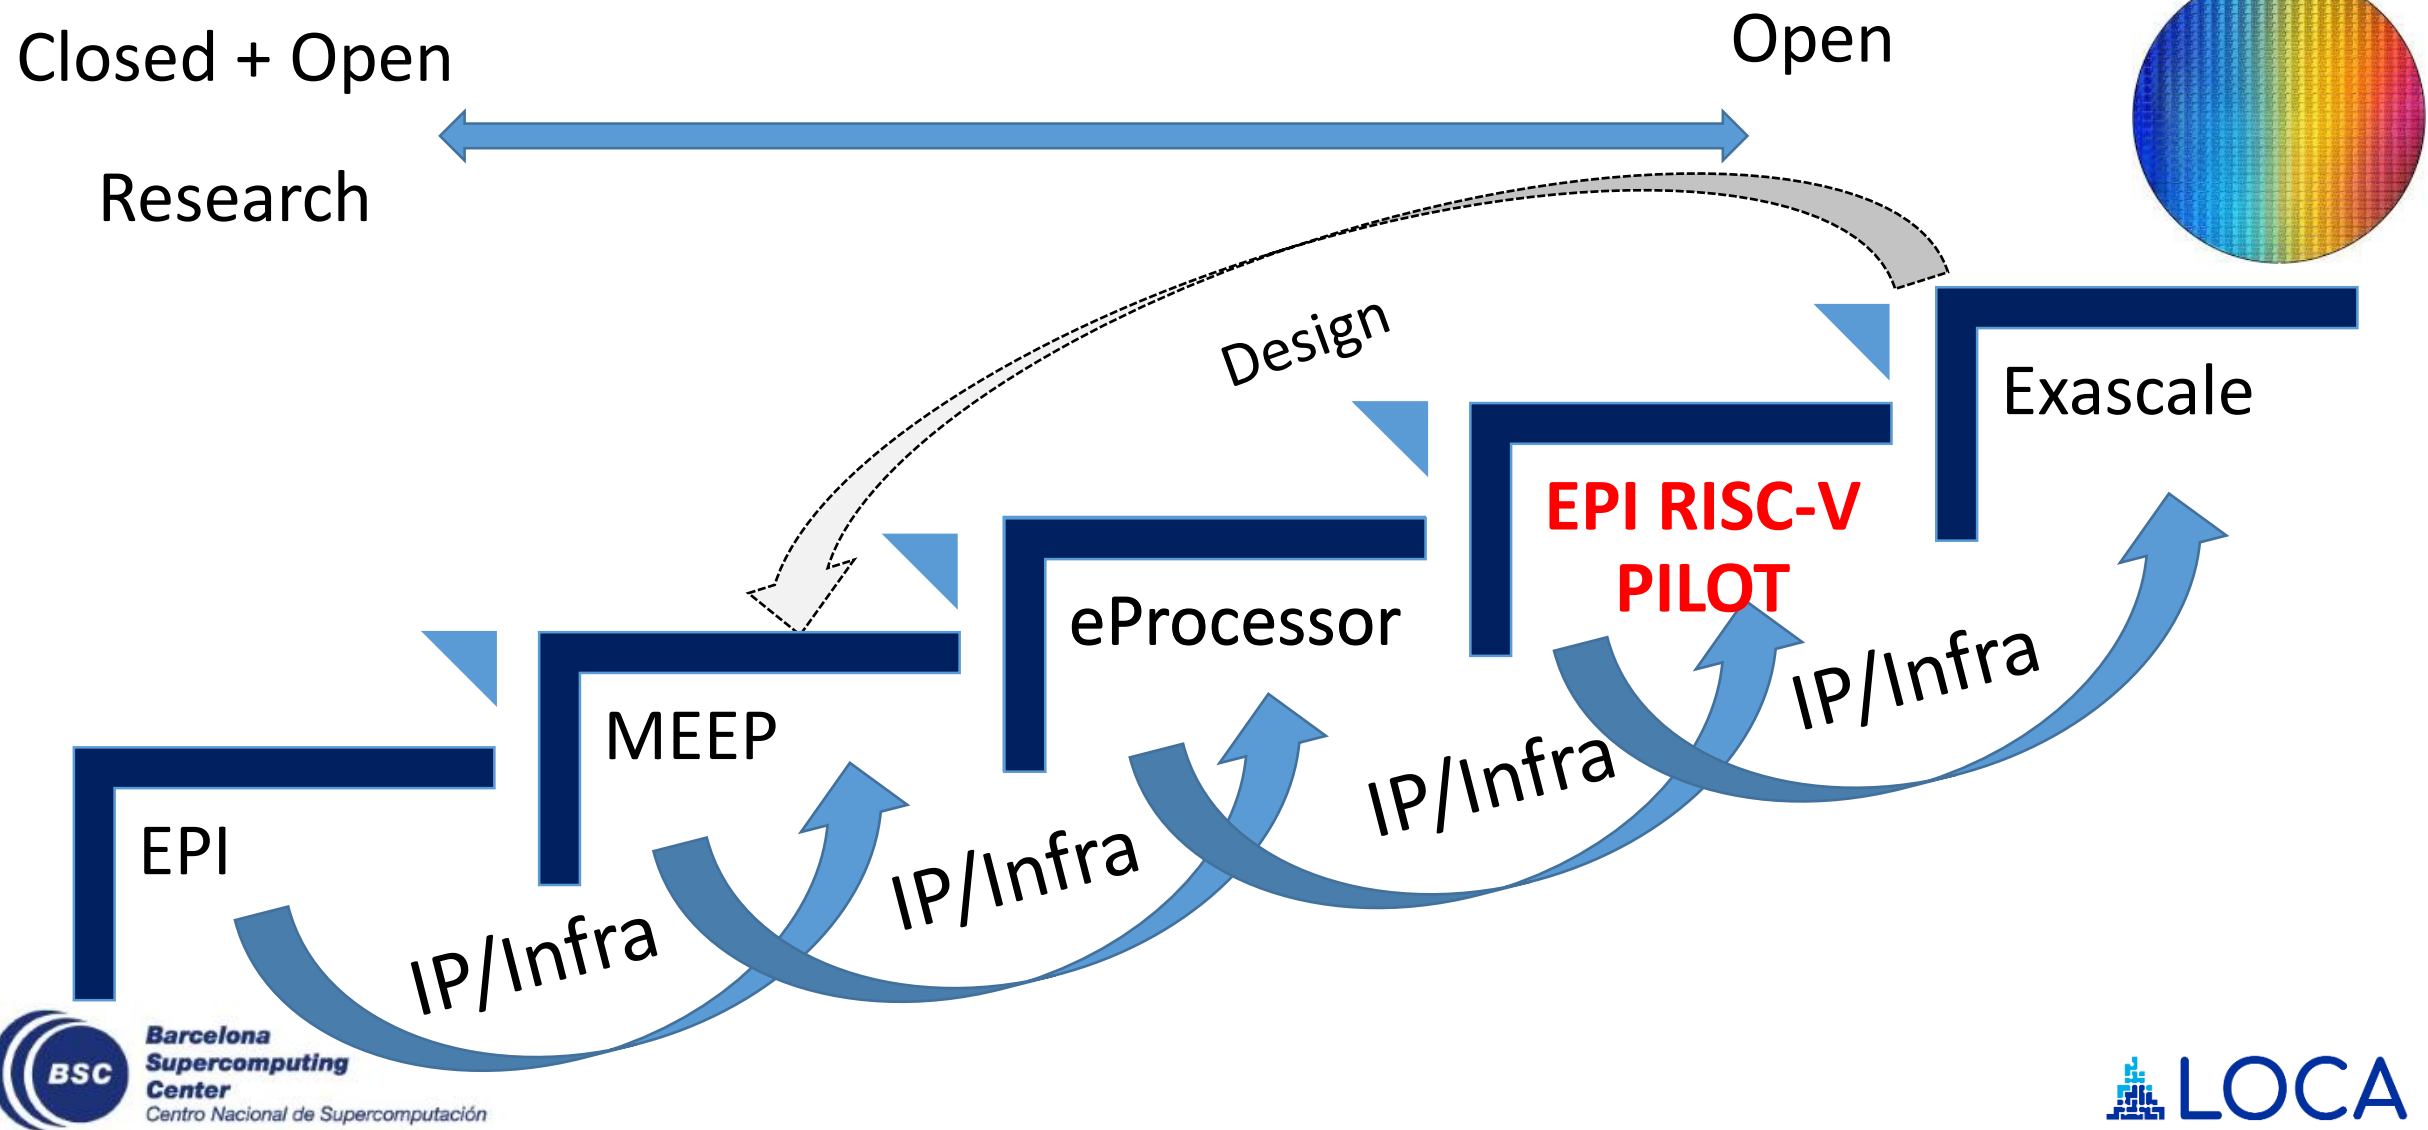 Closed + Open
Open
Research
Design
Exascale
EPI RISC-V
PILOT
eProcessor
MEEP
EPI
IP/Infra
IP/Infra
IP/Infra
IP/Infra
BSC
Barcelona
Supercomputing
Center
Centro Nacional de Supercomputación
LOCA